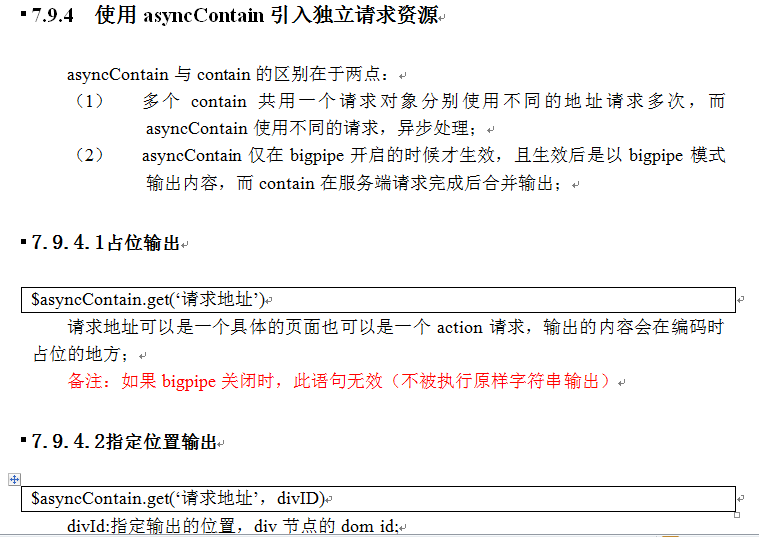 7.9.4 使用 asyncContain 引入独立请求资源
asyncContain 与 contain 的区别在于两点：
（1） 多个 contain 共用一个请求对象分别使用不同的地址请求多次，而
asyncContain 使用不同的请求，异步处理；
（2） asyncContain 仅在 bigpipe 开启的时候才生效，且生效后是以 bigpipe 模式
输出内容，而 contain 在服务端请求完成后合并输出；
7.9.4.1占位输出
$asyncContain.get(‘请求地址’)
请求地址可以是一个具体的页面也可以是一个 action 请求，输出的内容会在编码时
占位的地方；
备注：如果 bigpipe 关闭时，此语句无效（不被执行原样字符串输出）
7.9.4.2指定位置输出
$asyncContain.get(‘请求地址’，divID)
divId:指定输出的位置，div 节点的 dom id;